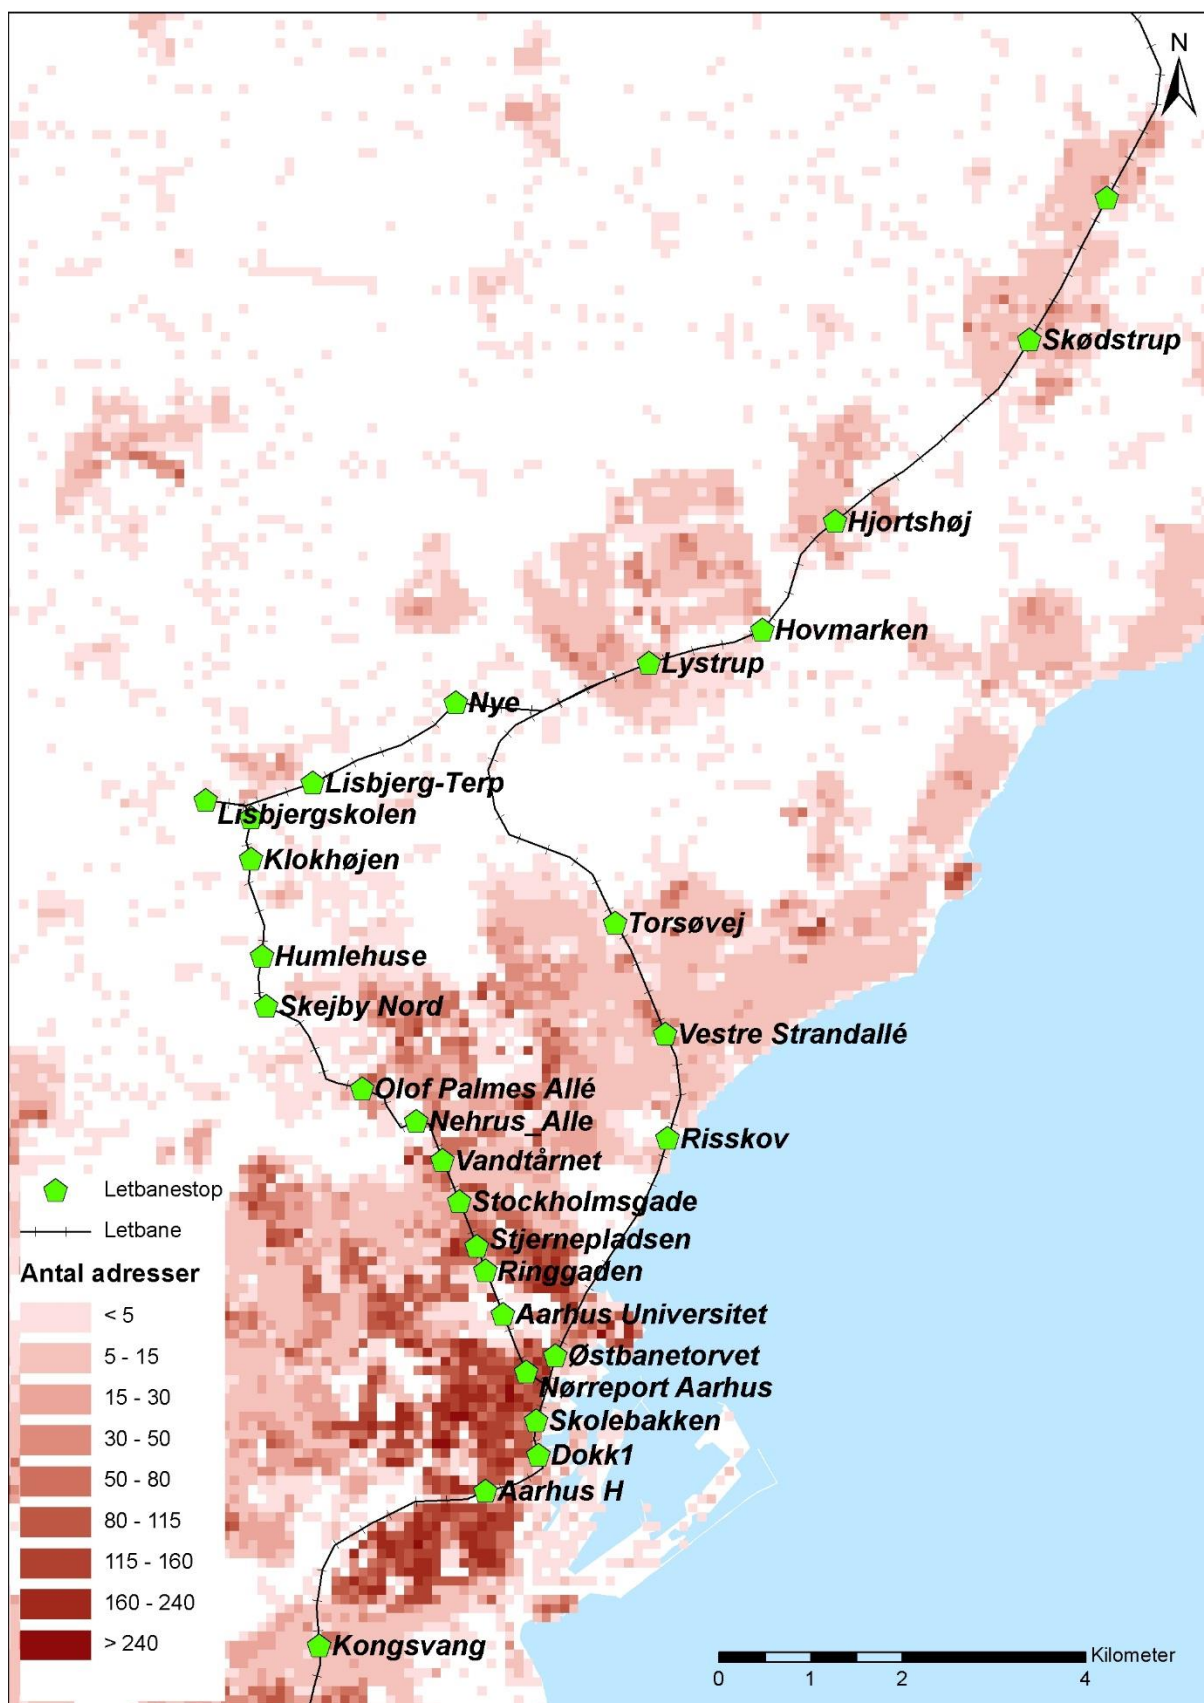 N
Skødstrup
Hjortshøj
Hovmarken
Lystrup
Nye
Lisbjerg-Terp
Lisbjergskolen
Klokhøjen
Torsøvej
Humlehuse
Skejby Nord
Vestre Strandallé
Olof Palmes Allé
Nehrus_Alle
Risskov
Vandtårnet
Stockholmsgade
Stjernepladsen
Ringgaden
Aarhus Universitet
Østbanetorvet
Nørreport Aarhus
Skolebakken
Dokk1
Aarhus H
Kongsvang
Letbanestop
Letbane
Antal adresser
< 5
5 - 15
15 - 30
30 - 50
50 - 80
80 - 115
115 - 160
160 - 240
> 240
Kilometer
0 1 2 4